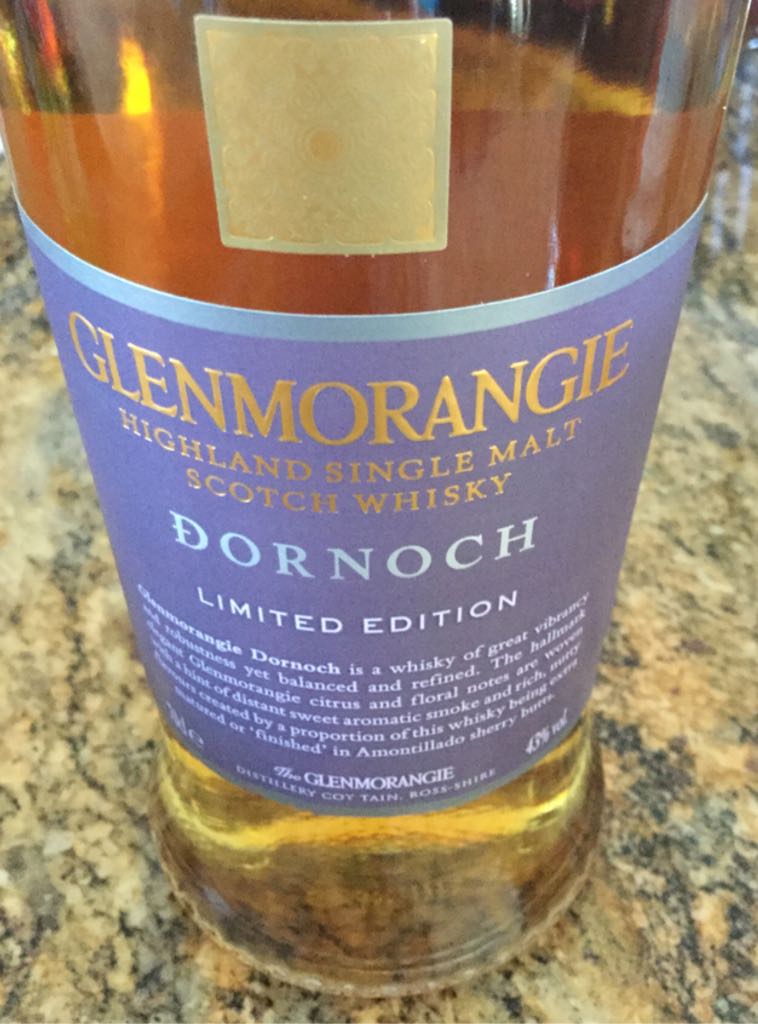 GLENMORANGIE
HIGHLAND SINGLE MALT
SCOTCH WHISKY
ĐORNOCH
LIMITED EDITION
Glenmorangie Dornoch is a whisky of great vibrancy
and robustness yet balanced and refined. The hallmark
elegant Glenmorangie citrus and floral notes are woven
with a hint of distant sweet aromatic smoke and rich, nutty
flavours created by a proportion of this whisky being extra
matured or 'finished' in Amontillado sherry butts.
43% vol
The GLENMORANGIE
DISTILLERY COY TAIN, ROSS-SHIRE